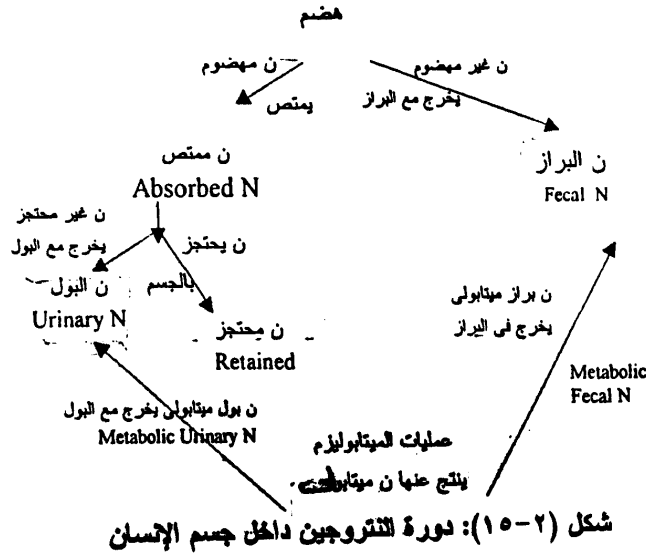 هضم
ن مهضوم
يمتص
ن غير مهضوم
يخرج مع البراز
ن ممتص
Absorbed N
ن البراز
Fecal N
ن غير محتجز
يخرج مع البول
ن يحتجز
بالجسم
ن البول
Urinary N
ن محتجز
Retained
ن براز ميتابولى
يخرج فى البراز
Metabolic
Fecal N
ن بول ميتابولى يخرج مع البول
Metabolic Urinary N
عمليات الميتابوليزم
ينتج عنها ن
شكل (٢-١٥): دورة النتروجين داخل جسم الإنسان